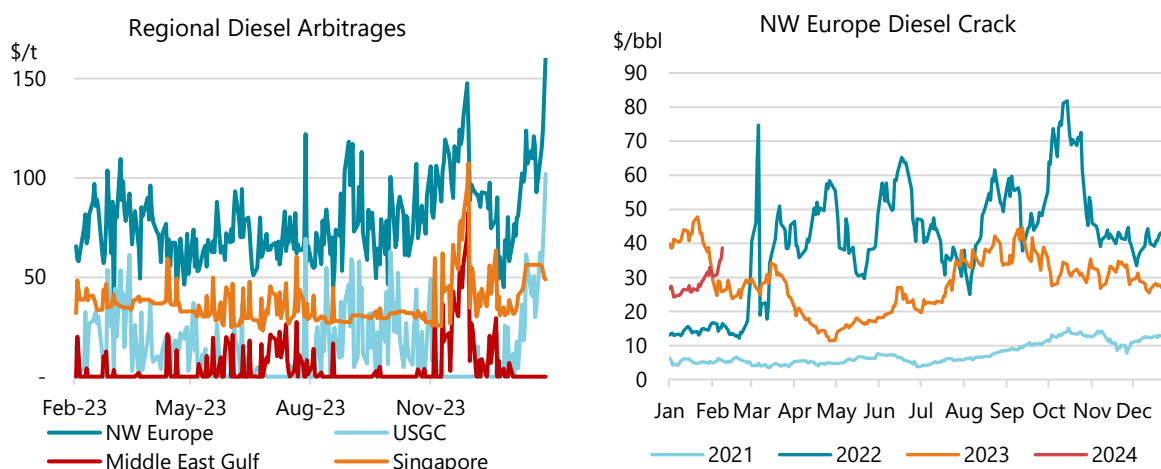 Regional Diesel Arbitrages
$/t
150
100
50
-
Feb-23 May-23 Aug-23 Nov-23
NW Europe USGC
Middle East Gulf Singapore
NW Europe Diesel Crack
$/bbl
90
80
70
60
50
40
30
20
10
0
Jan Feb Mar Apr May Jun Jul Aug Sep Oct Nov Dec
2021 2022 2023 2024